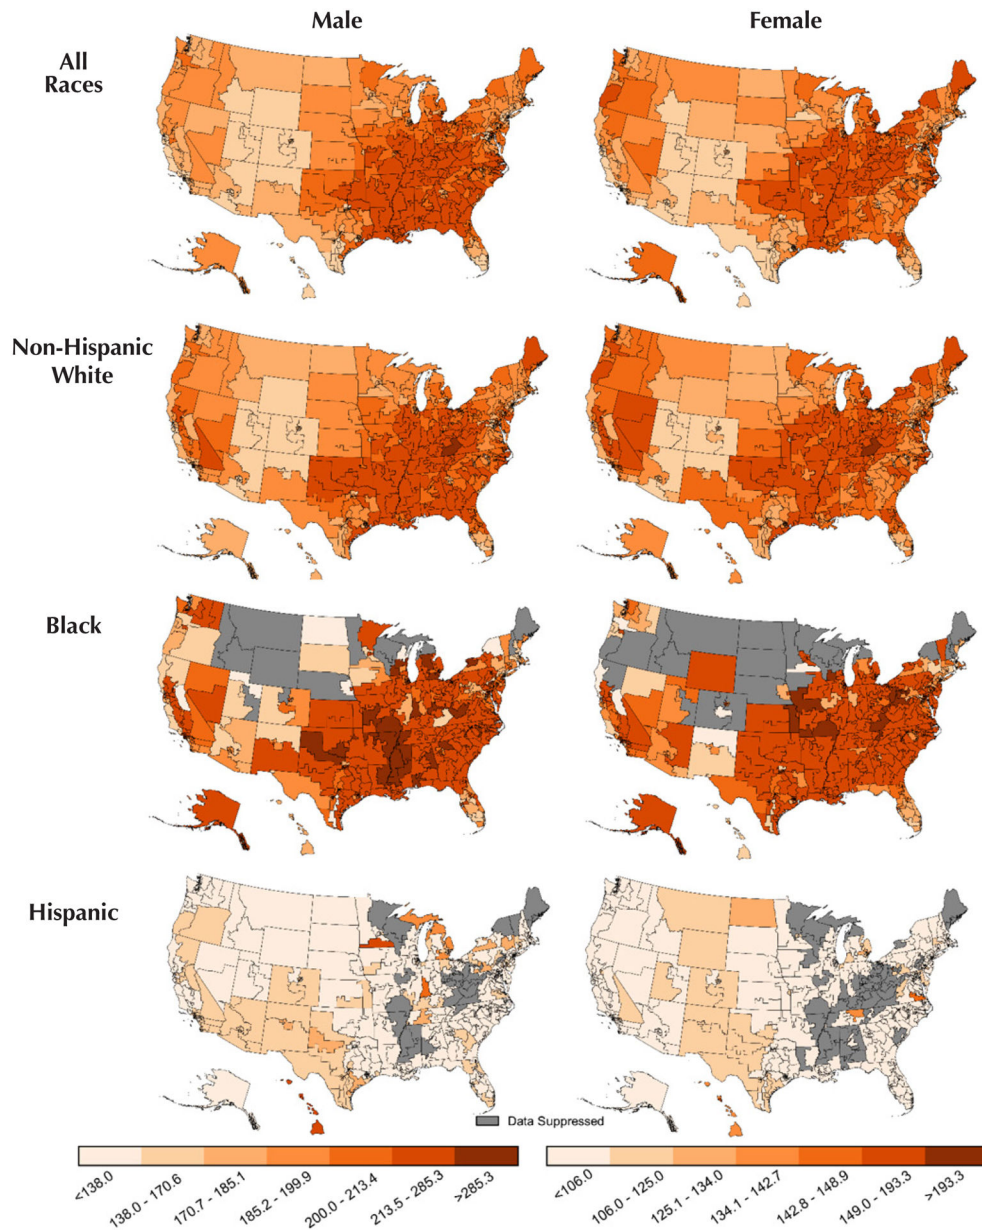 Male
Female
All
Races
Non-Hispanic
White
Black
Hispanic
Data Suppressed
<138.0
138.0 - 170.6
170.7 - 185.1
185.2 - 199.9
200.0 - 213.4
213.5 - 285.3
>285.3
<106.0
106.0 - 125.0
125.1 - 134.0
134.1 - 142.7
142.8 - 148.9
149.0 - 193.3
>193.3